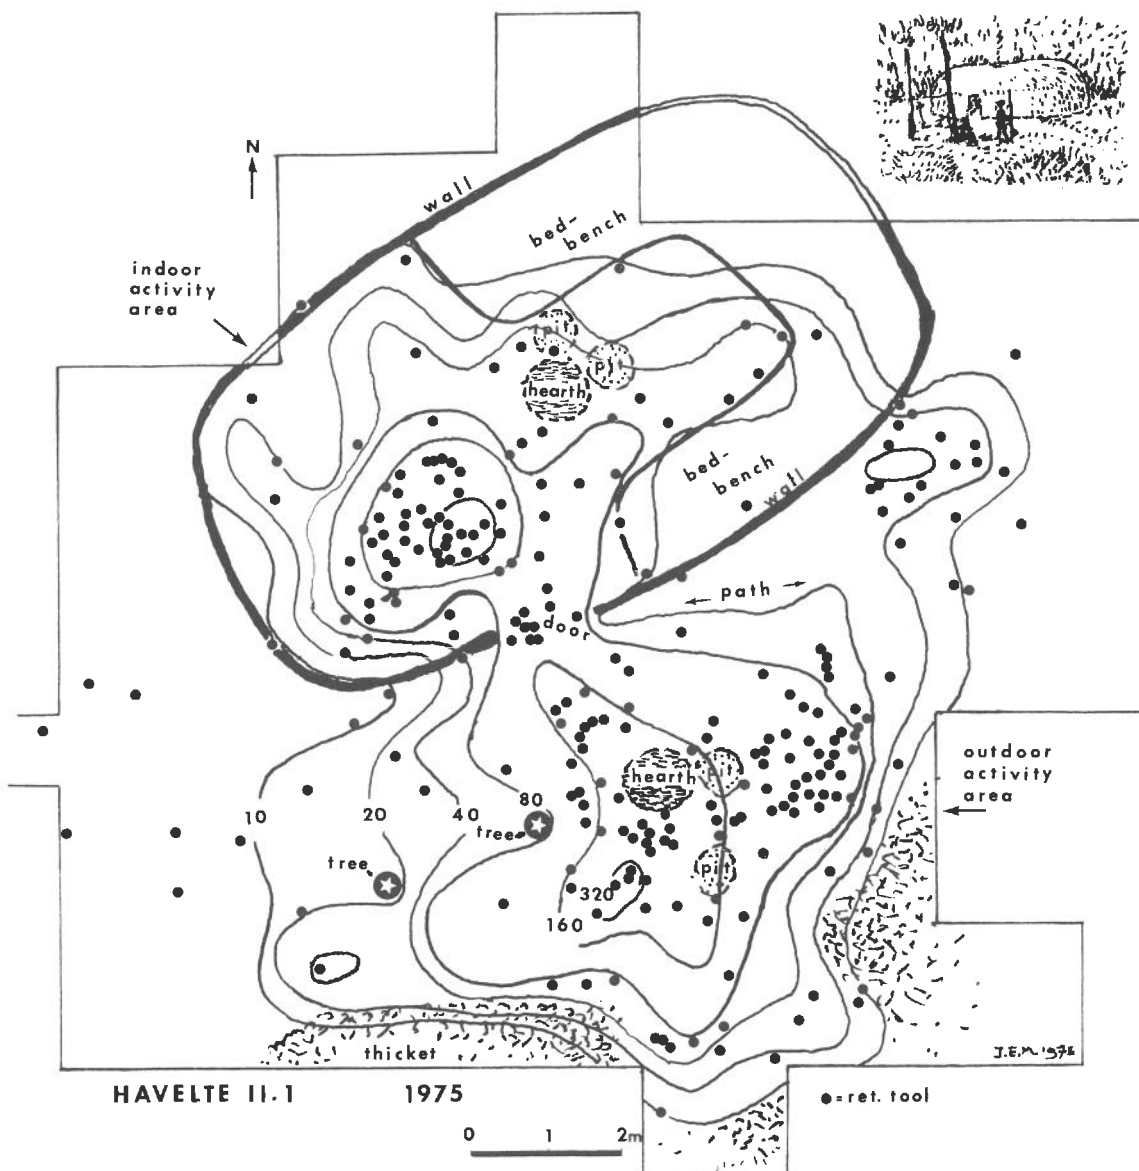 N
wall
bed-
bench
indoor
activity
area
pit
pit
hearth
bed-
bench
wall
path
door
hearth
pit
outdoor
activity
area
10
20
40
80
tree
tree
pit
320
160
thicket
J.E.M. 1975
HAVELTE II.1 1975
=ret. tool
0 1 2m